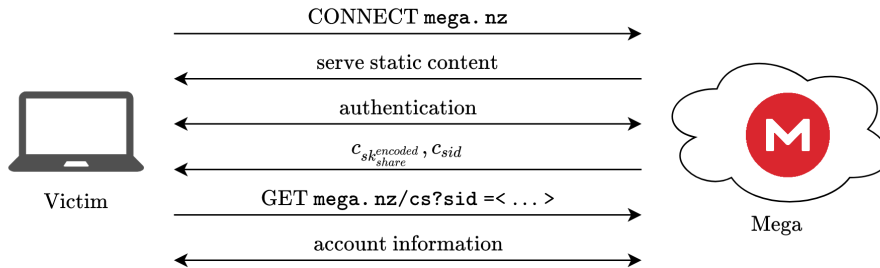 CONNECT mega.nz
serve static content
authentication
c_{sk^{encoded}_{share}}, c_{sid}
GET mega.nz/cs?sid =<...>
account information
Victim
M
Mega